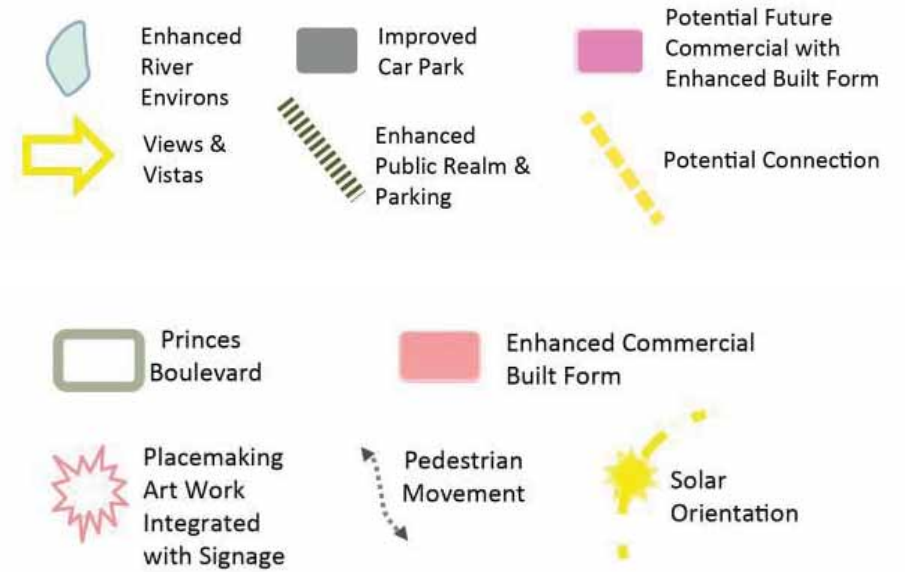 Enhanced
River
Environs
Improved
Car Park
Potential Future
Commercial with
Enhanced Built Form
Views &
Vistas
Enhanced
Public Realm &
Parking
Potential Connection
Princes
Boulevard
Enhanced Commercial
Built Form
Placemaking
Art Work
Integrated
with Signage
Pedestrian
Movement
Solar
Orientation